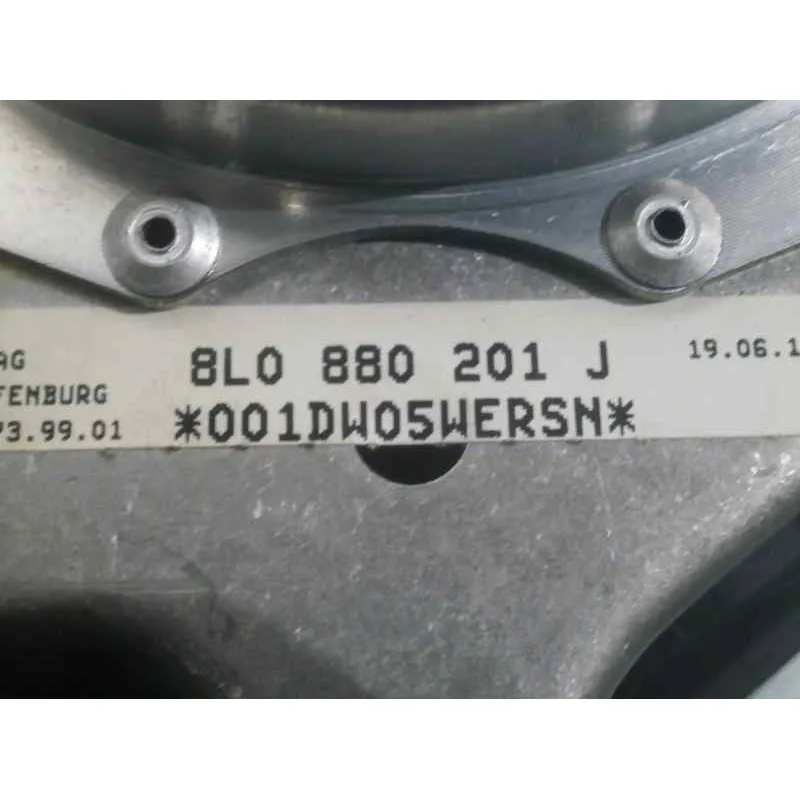 AG
FENBURG
73.99.01
8L0 880 201 J
*001DW05WERSN*
19.06.1